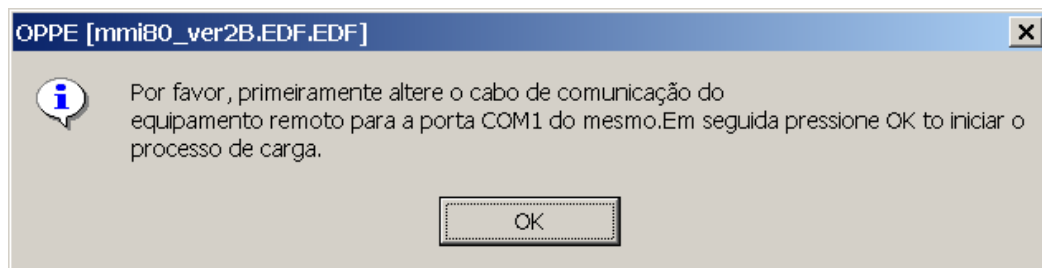 OPPE [mmi80_ver2B.EDF.EDF]
Por favor, primeiramente altere o cabo de comunicação do
equipamento remoto para a porta COM1 do mesmo.Em seguida pressione OK to iniciar o
processo de carga.
OK